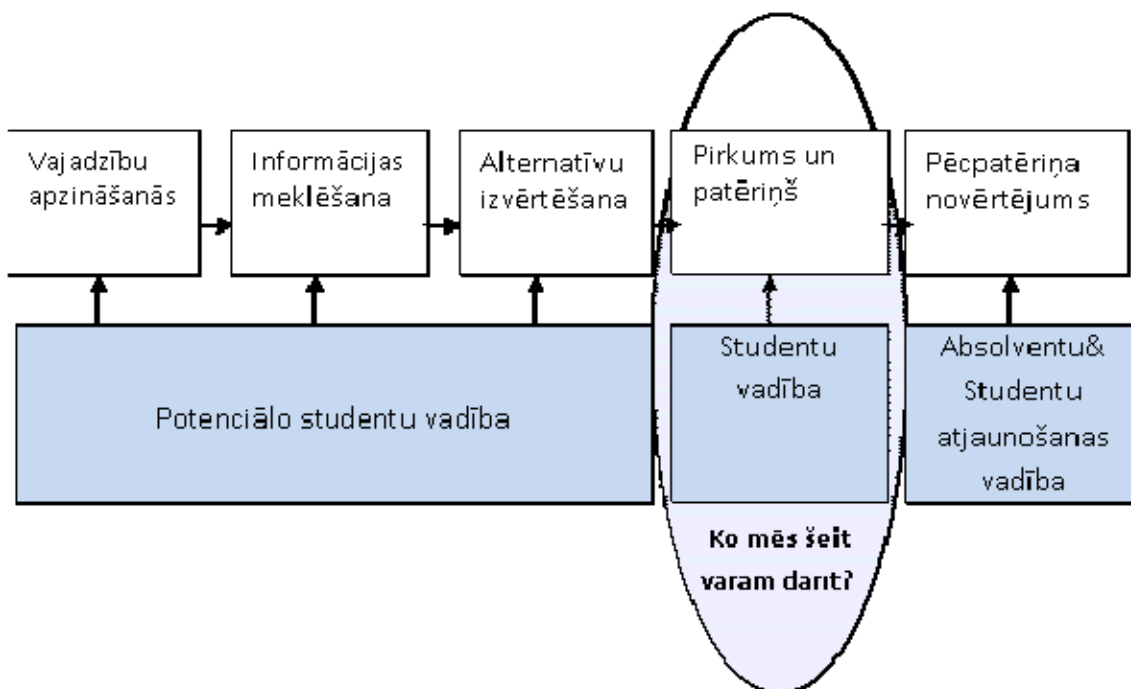 Vajadzību
apzināšanās
Informācijas
meklēšana
Alternatīvu
izvērtēšana
Pirkums un
patēriņš
Pēcpatēriņa
novērtējums
Potenciālo studentu vadība
Studentu
vadība
Absolventu&
Studentu
atjaunošanas
vadība
Ko mēs šeit
varam darīt?